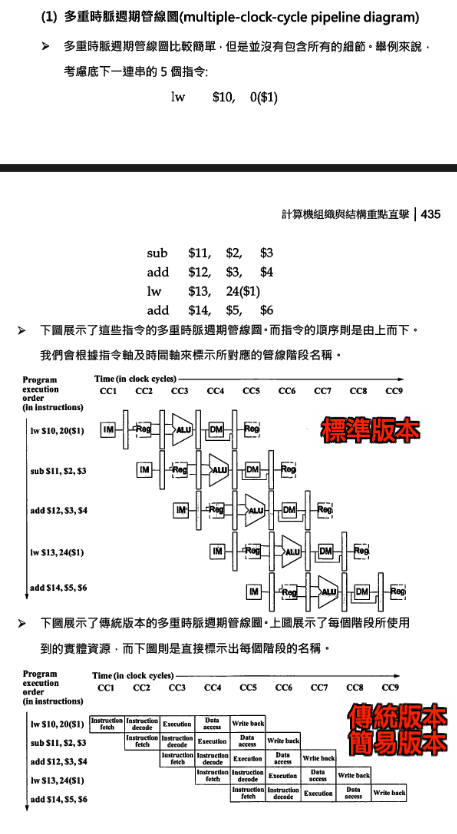 (1) 多重時脈週期管線圖(multiple-clock-cycle pipeline diagram)
➤ 多重時脈週期管線圖比較簡單，但是並沒有包含所有的細節。舉例來說，
考慮底下一連串的 5 個指令:
lw $10, 0($1)
計算機組織與結構重點直擊 | 435
sub $11, $2, $3
add $12, $3, $4
lw $13, 24($1)
add $14, $5, $6
➤ 下圖展示了這些指令的多重時脈週期管線圖。而指令的順序則是由上而下。
我們會根據指令軸及時間軸來標示所對應的管線階段名稱。
Program execution order (in instructions)
Time (in clock cycles)
CC1 CC2 CC3 CC4 CC5 CC6 CC7 CC8 CC9
標準版本
lw $10, 20($1) IM Reg ALU DM Reg
sub $11, $2, $3 IM Reg ALU DM Reg
add $12, $3, $4 IM Reg ALU DM Reg
lw $13, 24($1) IM Reg ALU DM Reg
add $14, $5, $6 IM Reg ALU DM Reg
➤ 下圖展示了傳統版本的多重時脈週期管線圖。上圖展示了每個階段所使用
到的實體資源，而下圖則是直接標示出每個階段的名稱。
Program execution order (in instructions)
Time (in clock cycles)
CC1 CC2 CC3 CC4 CC5 CC6 CC7 CC8 CC9
傳統版本
簡易版本
lw $10, 20($1) Instruction fetch Instruction decode Execution Data access Write back
sub $11, $2, $3 Instruction fetch Instruction decode Execution Data access Write back
add $12, $3, $4 Instruction fetch Instruction decode Execution Data access Write back
lw $13, 24($1) Instruction fetch Instruction decode Execution Data access Write back
add $14, $5, $6 Instruction fetch Instruction decode Execution Data access Write back